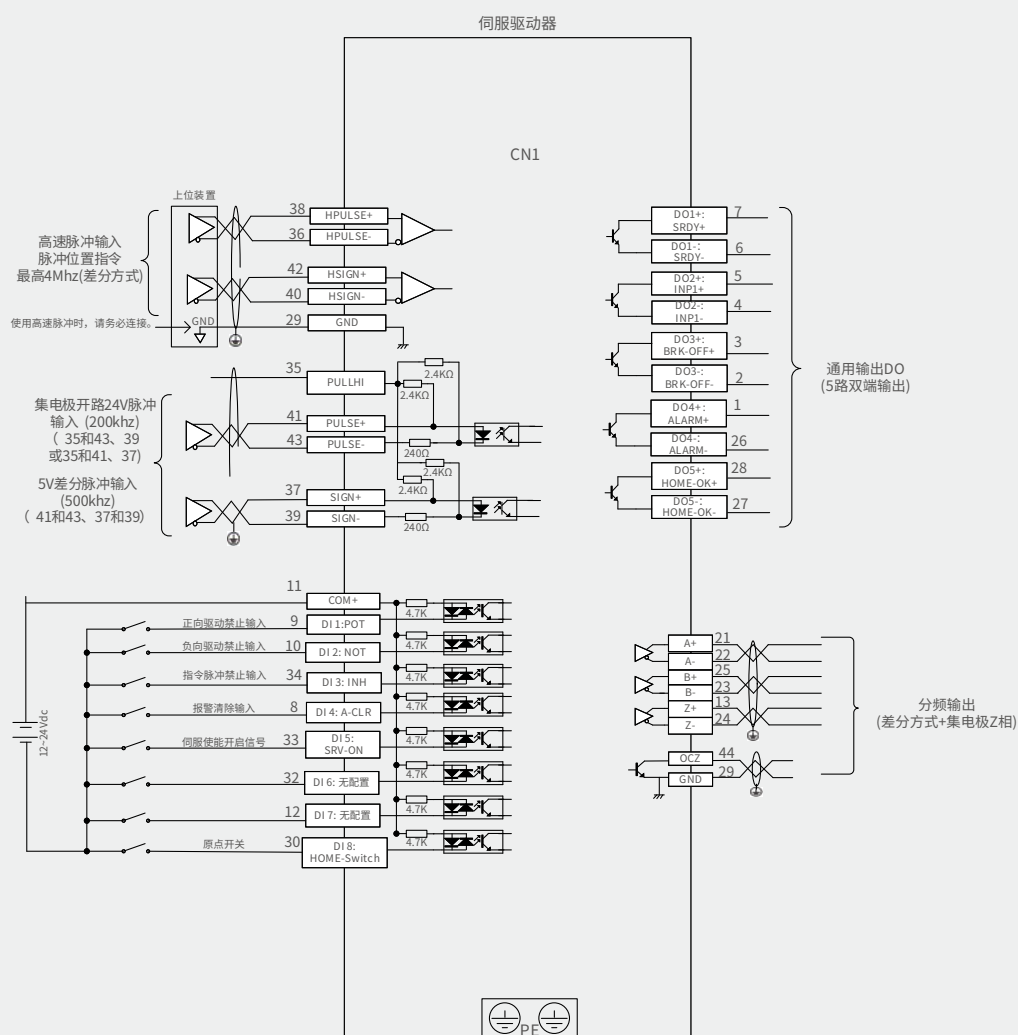 伺服驱动器
CN1
上位装置
高速脉冲输入
脉冲位置指令
最高4Mhz(差分方式)
使用高速脉冲时，请务必连接。
GND
38
HPULSE+
36
HPULSE-
42
HSIGN+
40
HSIGN-
29
GND
35
PULLHI
2.4KΩ
2.4KΩ
集电极开路24V脉冲
输入 (200khz)
（ 35和43、39
或35和41、37)
5V差分脉冲输入
(500khz)
（ 41和43、37和39）
41
PULSE+
43
PULSE-
240Ω
2.4KΩ
2.4KΩ
37
SIGN+
39
SIGN-
240Ω
11
COM+
4.7K
正向驱动禁止输入
9
DI 1:POT
4.7K
负向驱动禁止输入
10
DI 2: NOT
4.7K
指令脉冲禁止输入
34
DI 3: INH
4.7K
报警清除输入
8
DI 4: A-CLR
4.7K
伺服使能开启信号
33
DI 5:
SRV-ON
4.7K
32
DI 6: 无配置
4.7K
12
DI 7: 无配置
4.7K
原点开关
30
DI 8:
HOME-Switch
12~24Vdc
DO1+:
SRDY+
7
DO1-:
SRDY-
6
DO2+:
INP1+
5
DO2-:
INP1-
4
DO3+:
BRK-OFF+
3
DO3-:
BRK-OFF-
2
DO4+:
ALARM+
1
DO4-:
ALARM-
26
DO5+:
HOME-OK+
28
DO5-:
HOME-OK-
27
通用输出DO
(5路双端输出)
A+
21
A-
22
B+
25
B-
23
Z+
13
Z-
24
OCZ
44
GND
29
分频输出
(差分方式+集电极Z相)
PE